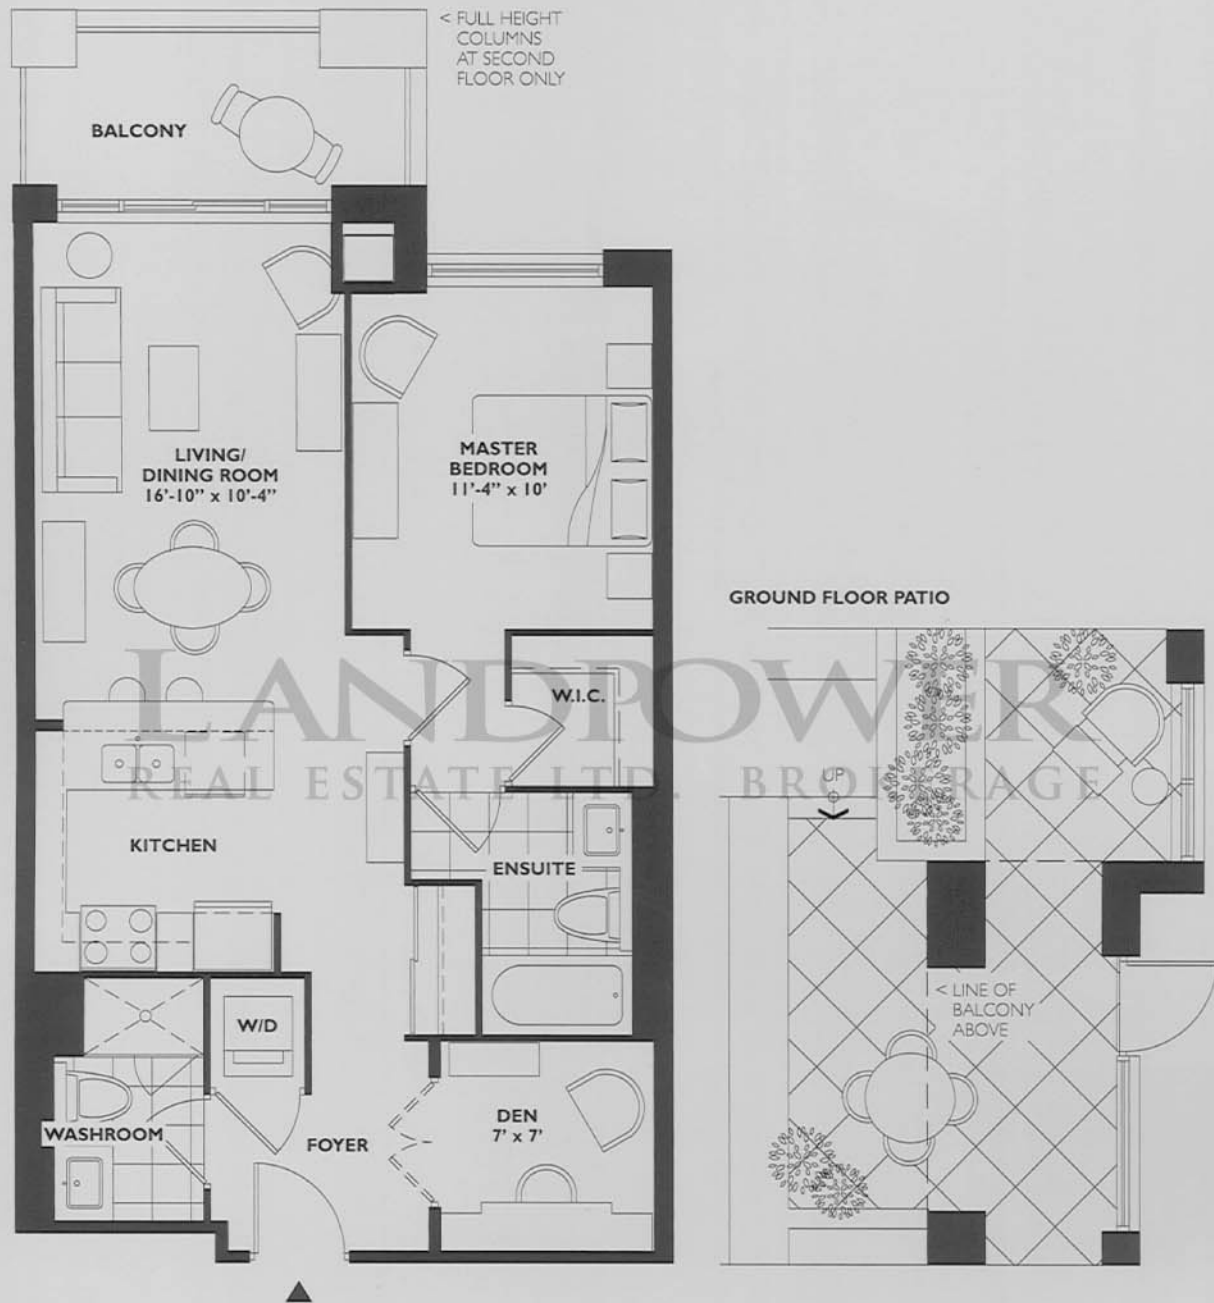 < FULL HEIGHT
COLUMNS
AT SECOND
FLOOR ONLY
BALCONY
LIVING/
DINING ROOM
16'-10" x 10'-4"
MASTER
BEDROOM
11'-4" x 10'
GROUND FLOOR PATIO
LANDPOWER
REAL ESTATE LTD. BROKERAGE
W.I.C.
UP
KITCHEN
ENSUITE
< LINE OF
BALCONY
ABOVE
W/D
WASHROOM
FOYER
DEN
7' x 7'